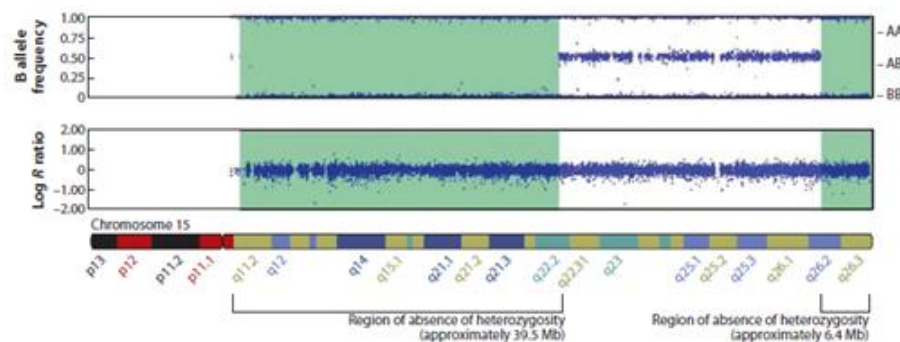 B allele
frequency
1.00
0.75
0.50
0.25
0
AA
AB
BB
Log R ratio
2.00
1.00
0
−1.00
−2.00
Chromosome 15
p13
p12
p11.2
p11.1
q11.2
q12
q14
q15.1
q21.1
q21.2
q21.3
q22.2
q22.31
q23
q25.1
q25.2
q25.3
q26.1
q26.2
q26.3
Region of absence of heterozygosity
(approximately 39.5 Mb)
Region of absence of heterozygosity
(approximately 6.4 Mb)